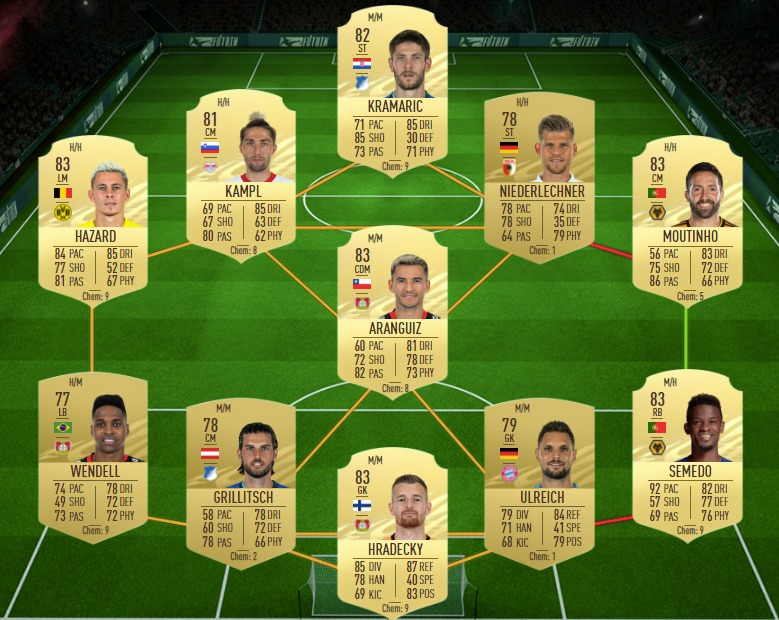 M/M
82
ST
KRAMARIC
71 PAC 85 DRI
85 SHO 30 DEF
73 PAS 71 PHY
Chem: 9
H/H
81
CM
KAMPL
69 PAC 85 DRI
67 SHO 63 DEF
80 PAS 62 PHY
Chem: 8
H/H
78
ST
NIEDERLECHNER
78 PAC 74 DRI
78 SHO 35 DEF
64 PAS 79 PHY
Chem: 1
H/H
83
LM
HAZARD
84 PAC 85 DRI
77 SHO 52 DEF
81 PAS 67 PHY
Chem: 9
H/H
83
CM
MOUTINHO
56 PAC 83 DRI
75 SHO 72 DEF
86 PAS 66 PHY
Chem: 5
M/M
83
CDM
ARANGUIZ
60 PAC 81 DRI
72 SHO 78 DEF
82 PAS 73 PHY
Chem: 8
H/M
77
LB
WENDELL
74 PAC 78 DRI
49 SHO 72 DEF
73 PAS 72 PHY
Chem: 9
M/M
78
CM
GRILLITSCH
58 PAC 78 DRI
60 SHO 72 DEF
78 PAS 66 PHY
Chem: 2
M/M
83
GK
HRADECKY
85 DIV 87 REF
78 HAN 40 SPE
69 KIC 83 POS
Chem: 9
M/M
79
GK
ULREICH
79 DIV 84 REF
71 HAN 41 SPE
68 KIC 79 POS
Chem: 1
M/H
83
RB
SEMEDO
92 PAC 82 DRI
57 SHO 77 DEF
69 PAS 76 PHY
Chem: 9